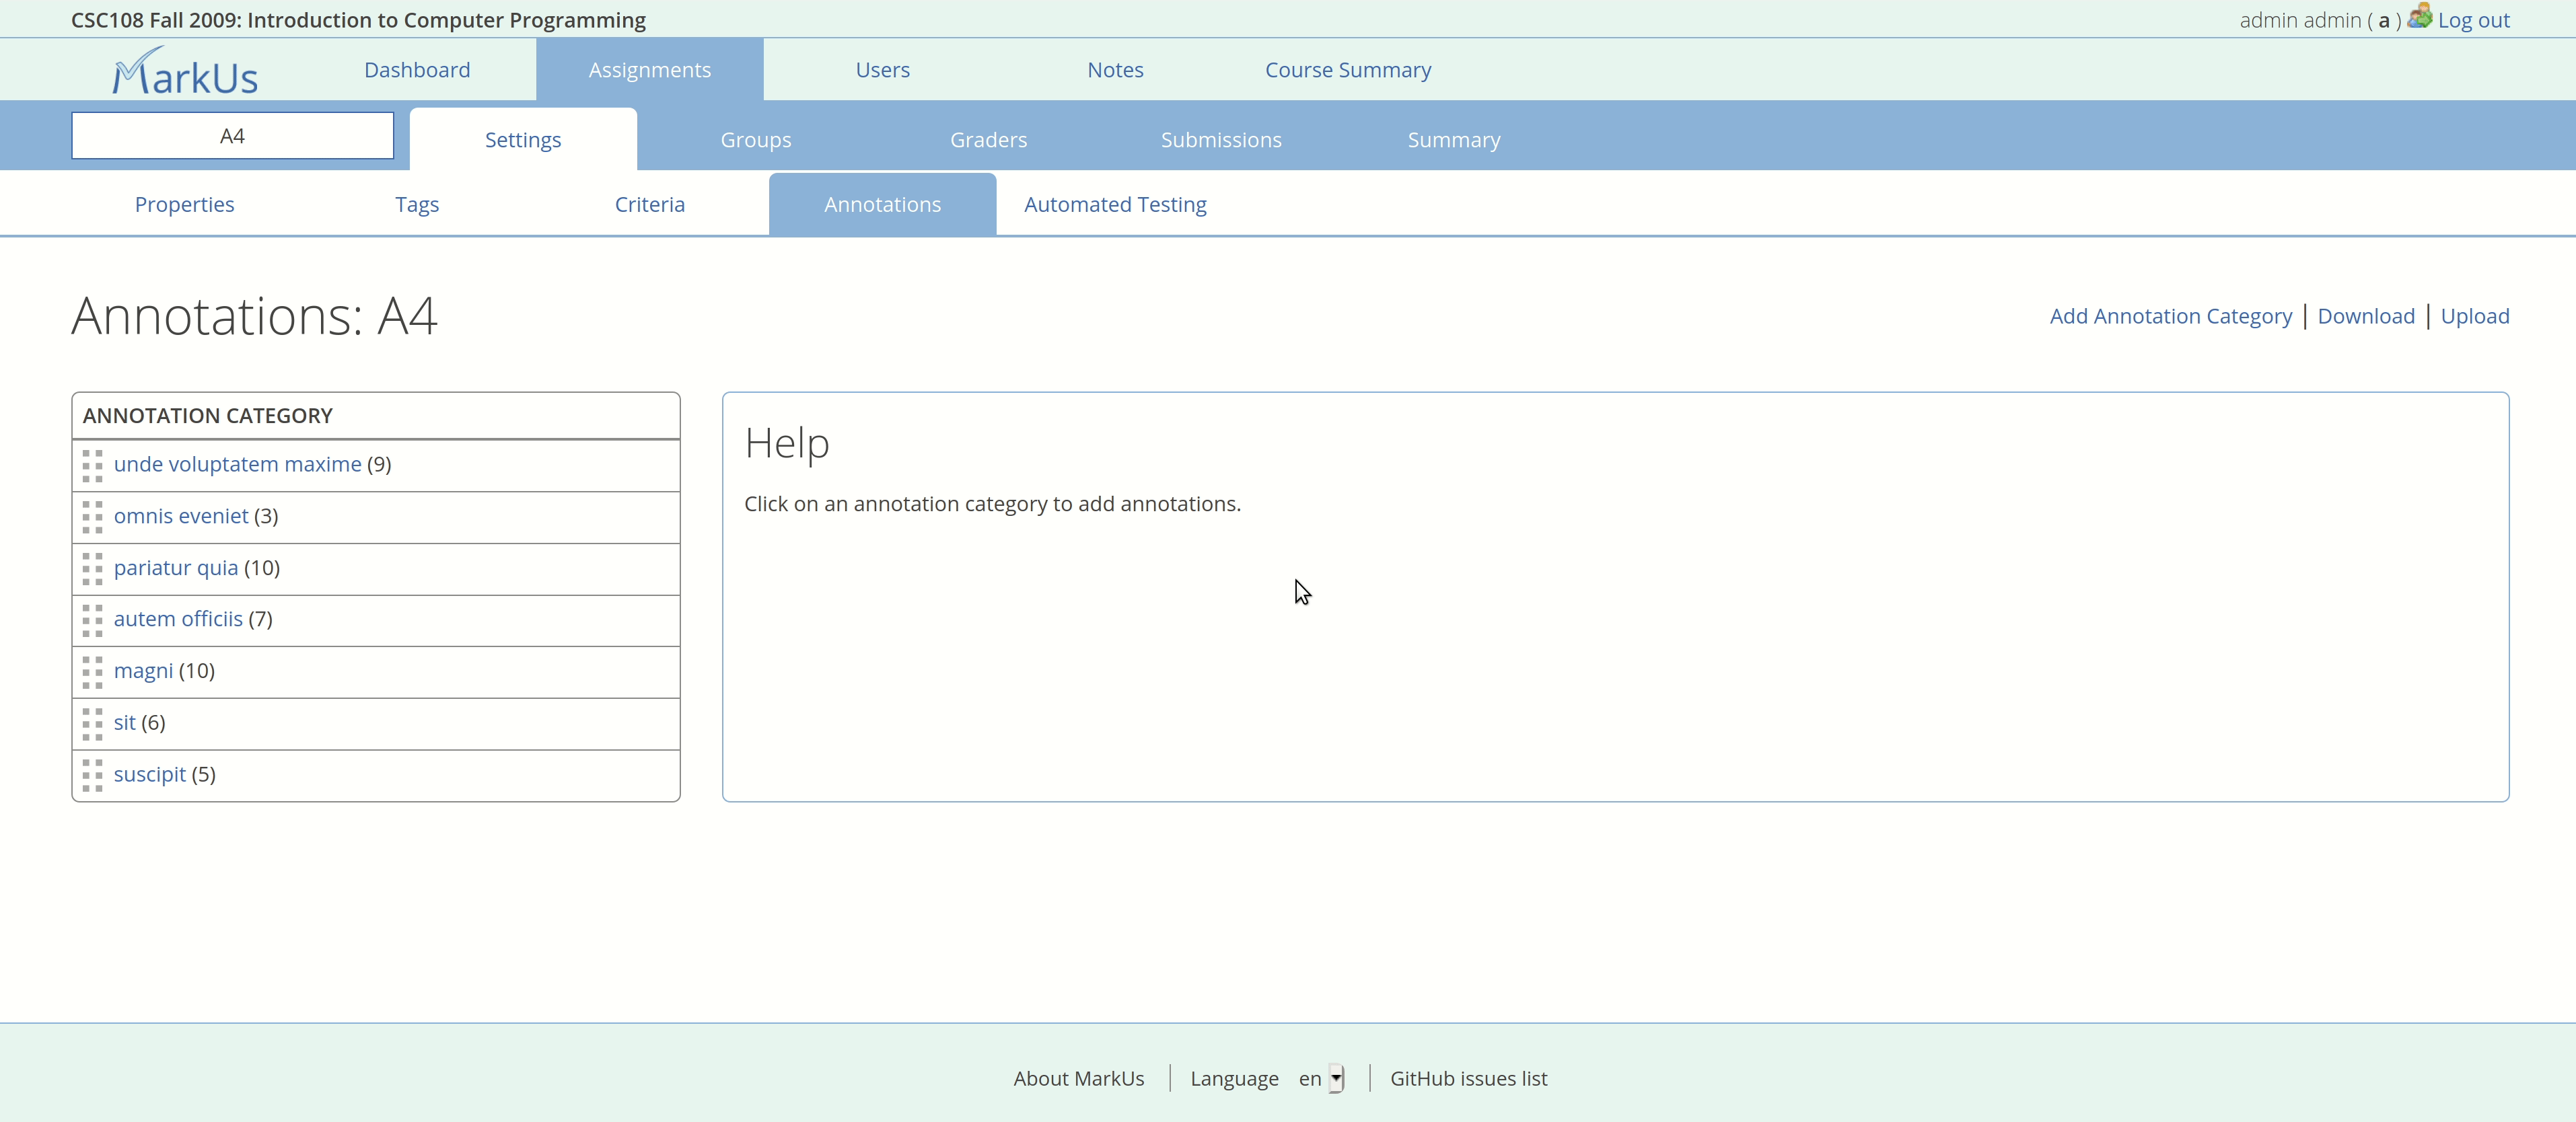 CSC108 Fall 2009: Introduction to Computer Programming
admin admin ( a ) Log out
MarkUs
Dashboard
Assignments
Users
Notes
Course Summary
A4
Settings
Groups
Graders
Submissions
Summary
Properties
Tags
Criteria
Annotations
Automated Testing
Annotations: A4
Add Annotation Category | Download | Upload
ANNOTATION CATEGORY
unde voluptatem maxime (9)
omnis eveniet (3)
pariatur quia (10)
autem officiis (7)
magni (10)
sit (6)
suscipit (5)
Help
Click on an annotation category to add annotations.
About MarkUs | Language en | GitHub issues list